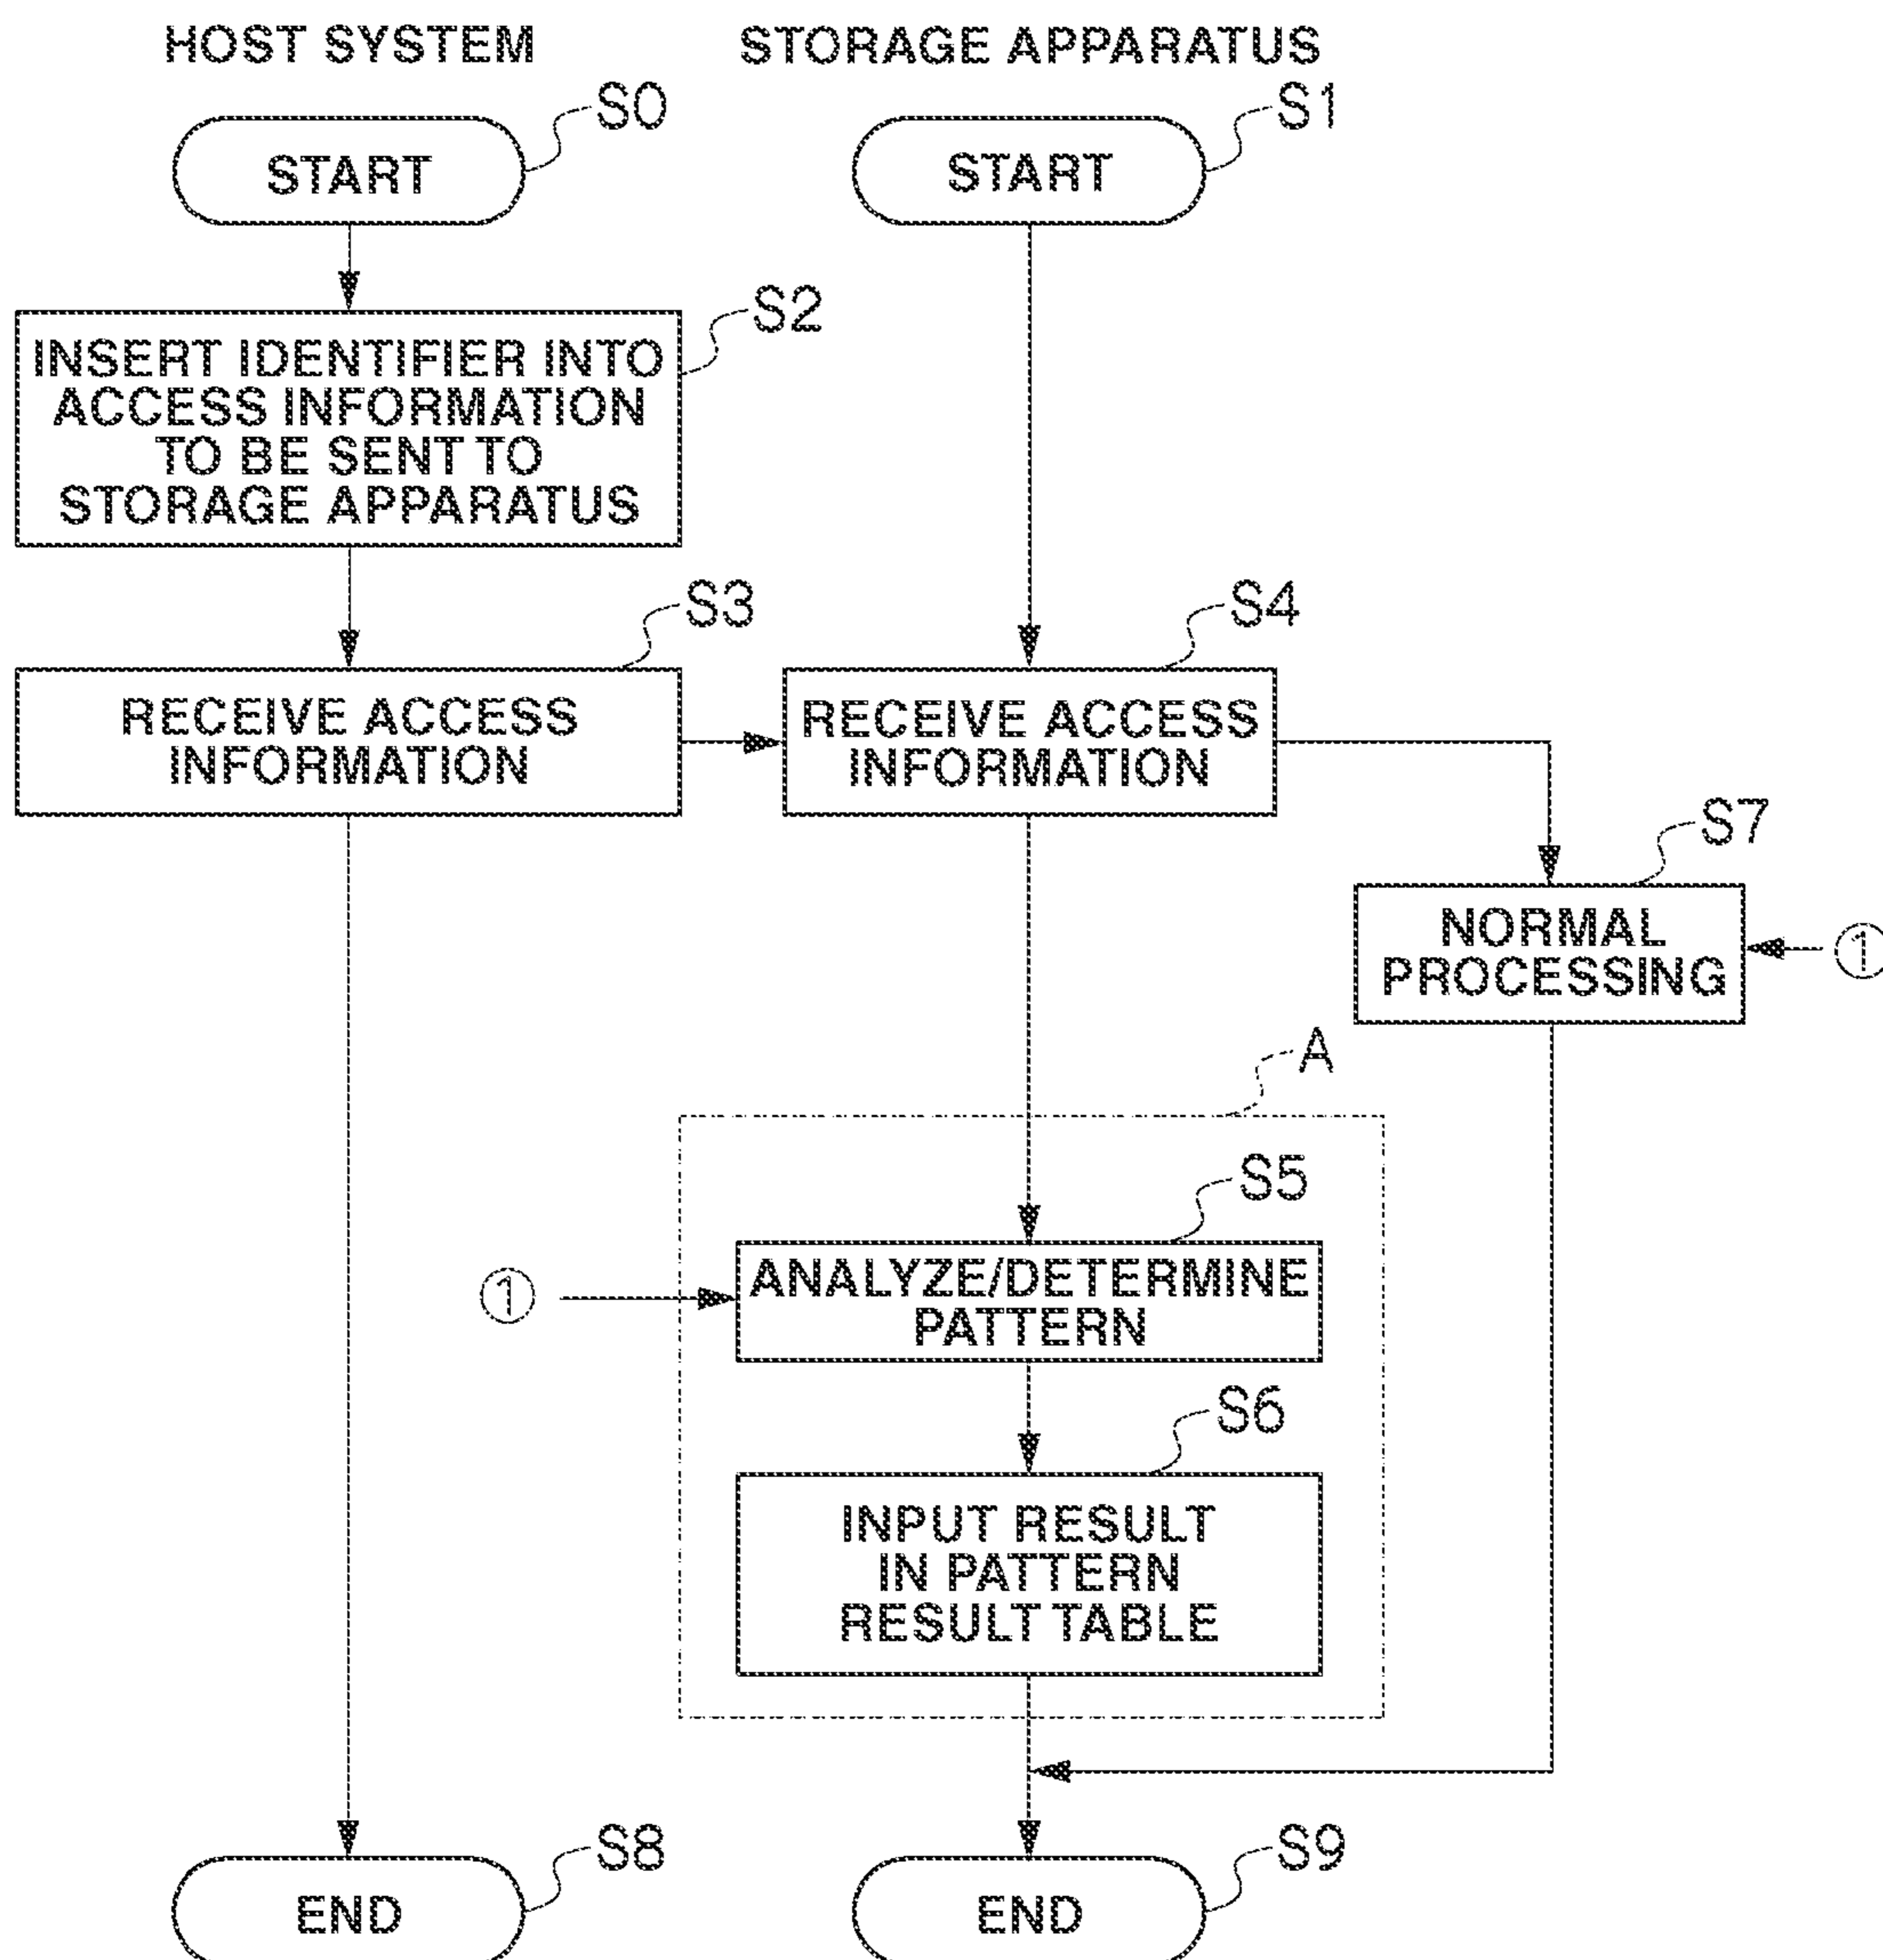 HOST SYSTEM
STORAGE APPARATUS
S0
START
S1
START
S2
INSERT IDENTIFIER INTO
ACCESS INFORMATION
TO BE SENT TO
STORAGE APPARATUS
S3
RECEIVE ACCESS
INFORMATION
S4
RECEIVE ACCESS
INFORMATION
S7
NORMAL
PROCESSING
①
A
S5
ANALYZE/DETERMINE
PATTERN
①
S6
INPUT RESULT
IN PATTERN
RESULT TABLE
S8
END
S9
END